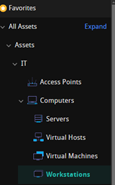 Favorites
All Assets Expand
Assets
IT
Access Points
Computers
Servers
Virtual Hosts
Virtual Machines
Workstations